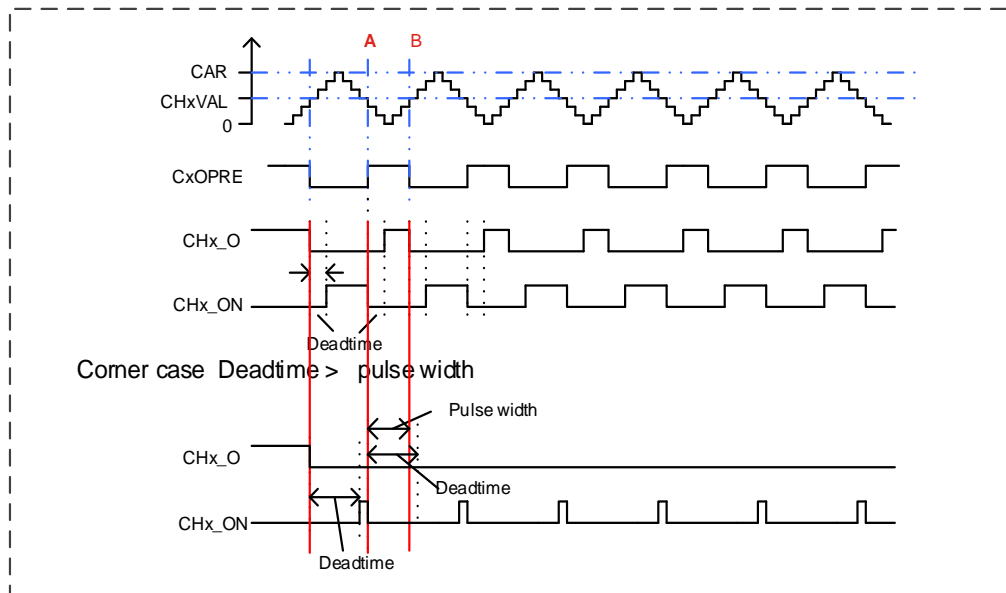 A B
CAR
CHxVAL
0
CxOPRE
CHx_O
CHx_ON
Deadtime
Corner case Deadtime > pulse width
Pulse width
CHx_O
Deadtime
CHx_ON
Deadtime